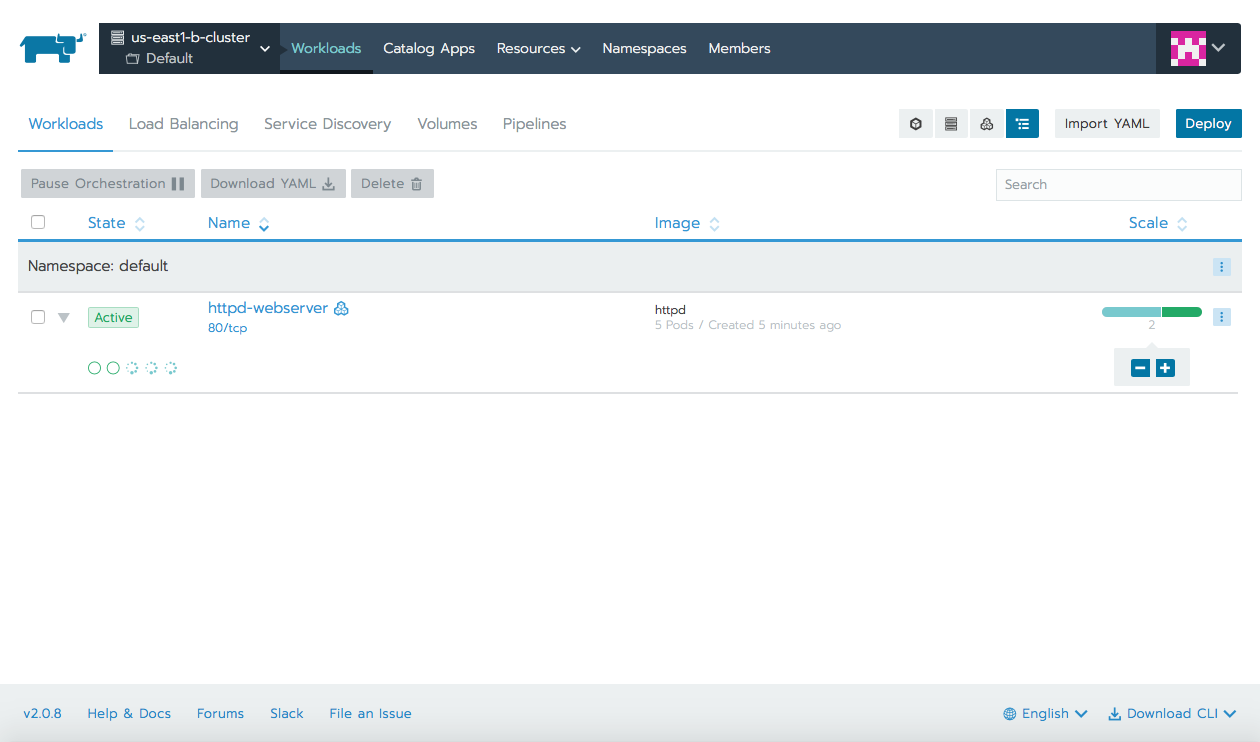 us-east1-b-cluster
Default
Workloads Catalog Apps Resources Namespaces Members
Workloads Load Balancing Service Discovery Volumes Pipelines
Import YAML Deploy
Pause Orchestration Download YAML Delete Search
State Name Image Scale
Namespace: default
Active httpd-webserver httpd
80/tcp 5 Pods / Created 5 minutes ago 2
v2.0.8 Help & Docs Forums Slack File an Issue English Download CLI